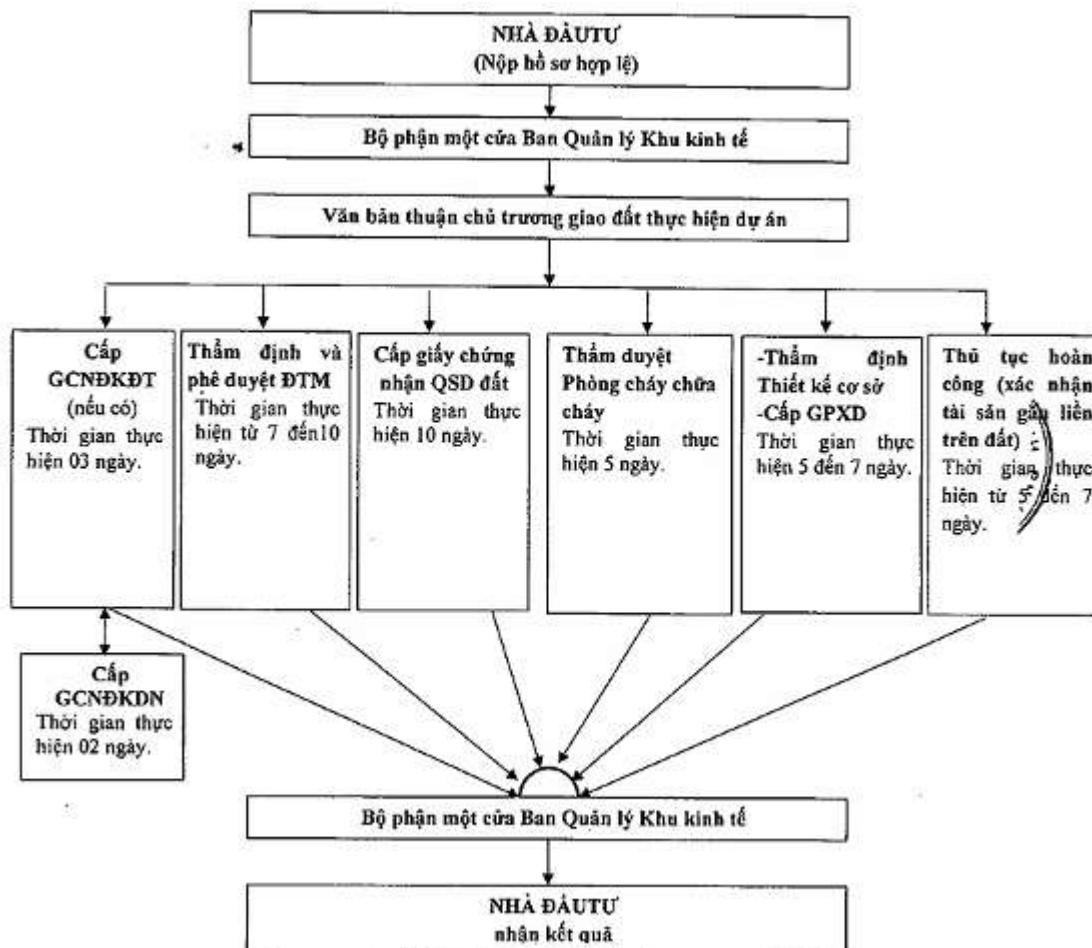 NHÀ ĐẦUTƯ
(Nộp hồ sơ hợp lệ)
Bộ phận một cửa Ban Quản lý Khu kinh tế
Văn bản thuận chủ trương giao đất thực hiện dự án
Cấp
GCNĐKĐT
(nếu có)
Thời gian thực
hiện 03 ngày.
Thẩm định và
phê duyệt ĐTM
Thời gian thực
hiện từ 7 đến10
ngày.
Cấp giấy chứng
nhận QSD đất
Thời gian thực
hiện 10 ngày.
Thẩm duyệt
Phòng cháy chữa
cháy
Thời gian thực
hiện 5 ngày.
-Thẩm định
Thiết kế cơ sở
-Cấp GPXD
Thời gian thực
hiện 5 đến 7 ngày.
Thủ tục hoàn
công (xác nhận
tài sản gắn liền
trên đất)
Thời gian thực
hiện từ 5 đến 7
ngày.
Cấp
GCNĐKDN
Thời gian thực
hiện 02 ngày.
Bộ phận một cửa Ban Quản lý Khu kinh tế
NHÀ ĐẦUTƯ
nhận kết quả